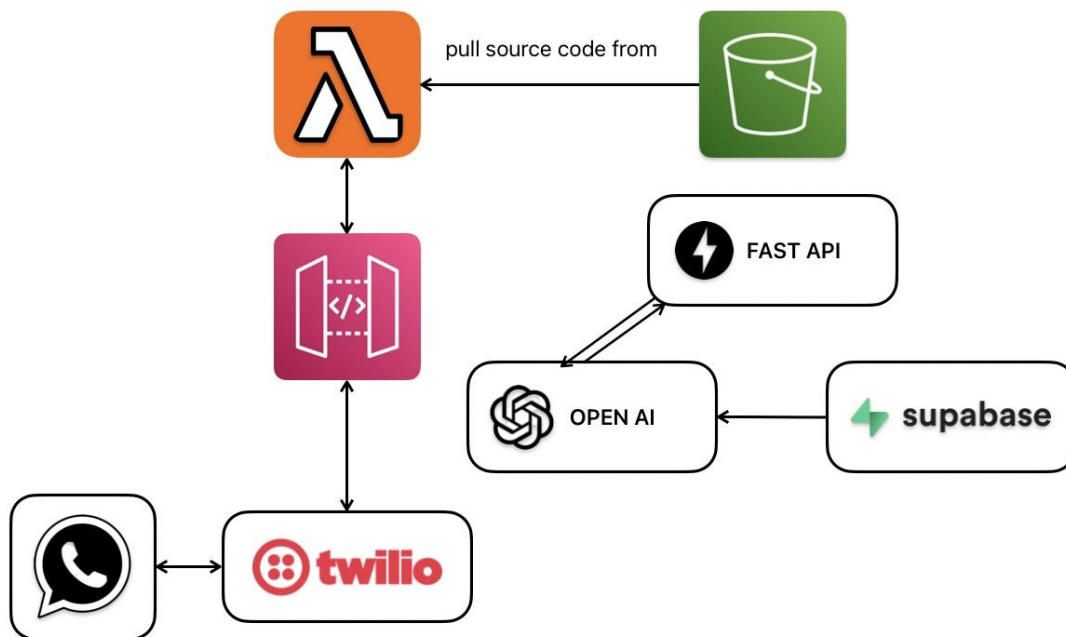 pull source code from
</>
FAST API
OPEN AI
supabase
twilio